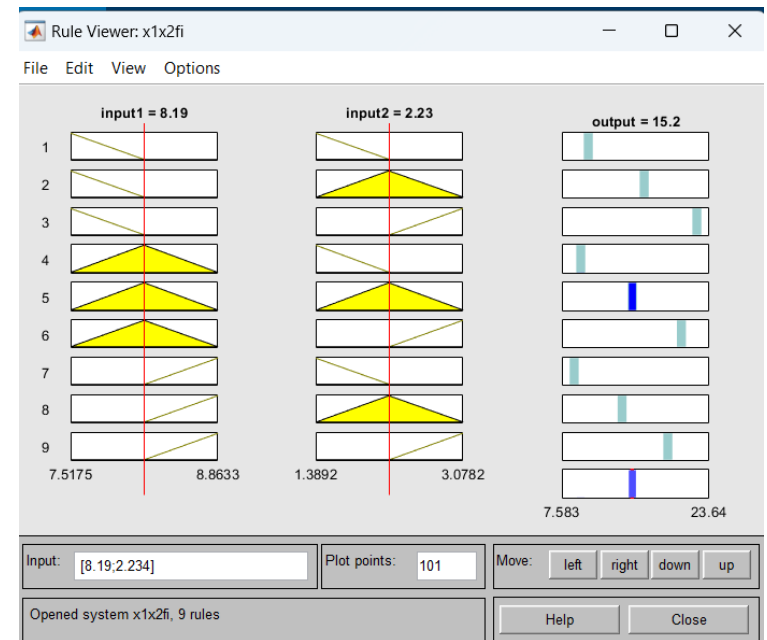 Rule Viewer: x1x2fi
File Edit View Options
input1 = 8.19 input2 = 2.23 output = 15.2
1
2
3
4
5
6
7
8
9
7.5175 8.8633 1.3892 3.0782
7.583 23.64
Input: [8.19;2.234] Plot points: 101 Move: left right down up
Opened system x1x2fi, 9 rules Help Close